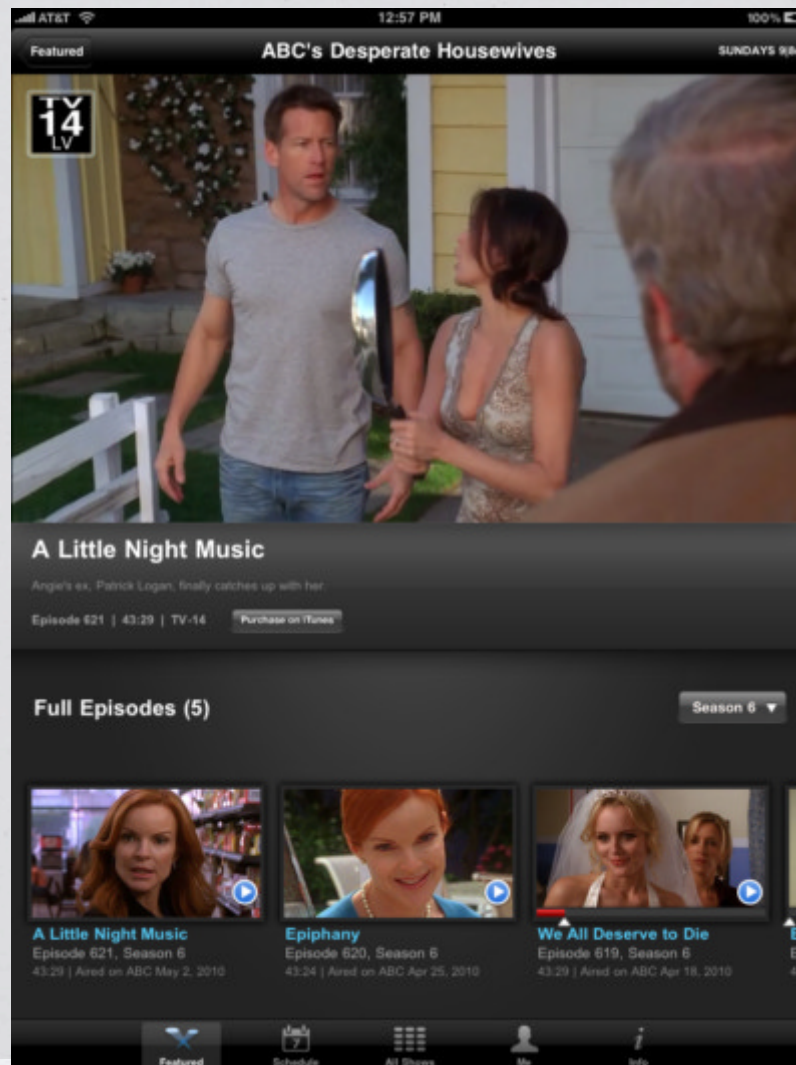 AT&T 12:57 PM 100%
Featured ABC's Desperate Housewives SUNDAYS 9|8
TV
14
LV
A Little Night Music
Angie's ex, Patrick Logan, finally catches up with her.
Episode 621 | 43:29 | TV-14 Purchase on iTunes
Full Episodes (5) Season 6
A Little Night Music Epiphany We All Deserve to Die
Episode 621, Season 6 Episode 620, Season 6 Episode 619, Season 6
43:29 | Aired on ABC May 2, 2010 43:24 | Aired on ABC Apr 25, 2010 43:29 | Aired on ABC Apr 18, 2010
7
Featured Schedule All Shows Me Info